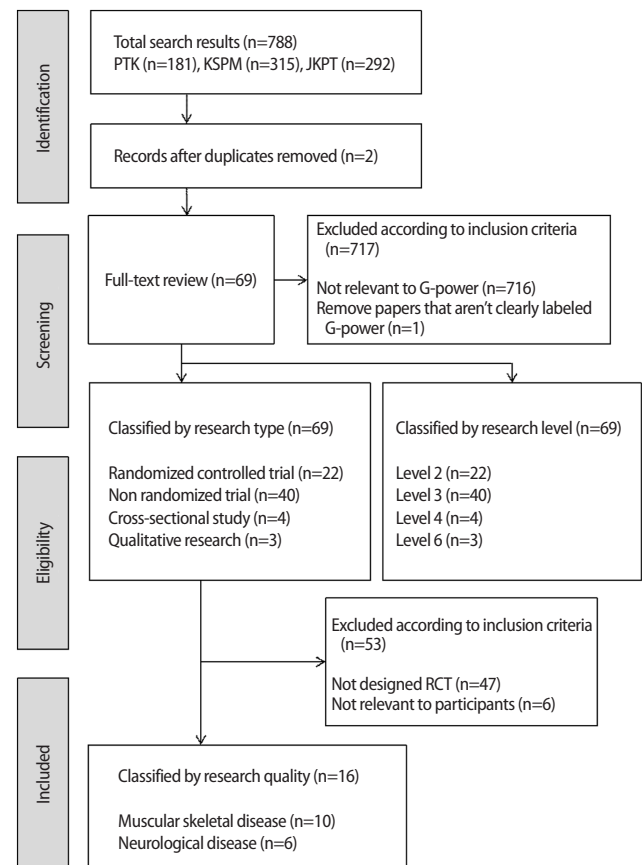 Identification
Total search results (n=788)
PTK (n=181), KSPM (n=315), JKPT (n=292)
Records after duplicates removed (n=2)
Screening
Full-text review (n=69)
Excluded according to inclusion criteria
(n=717)
Not relevant to G-power (n=716)
Remove papers that aren't clearly labeled
G-power (n=1)
Eligibility
Classified by research type (n=69)
Randomized controlled trial (n=22)
Non randomized trial (n=40)
Cross-sectional study (n=4)
Qualitative research (n=3)
Classified by research level (n=69)
Level 2 (n=22)
Level 3 (n=40)
Level 4 (n=4)
Level 6 (n=3)
Excluded according to inclusion criteria
(n=53)
Not designed RCT (n=47)
Not relevant to participants (n=6)
Included
Classified by research quality (n=16)
Muscular skeletal disease (n=10)
Neurological disease (n=6)